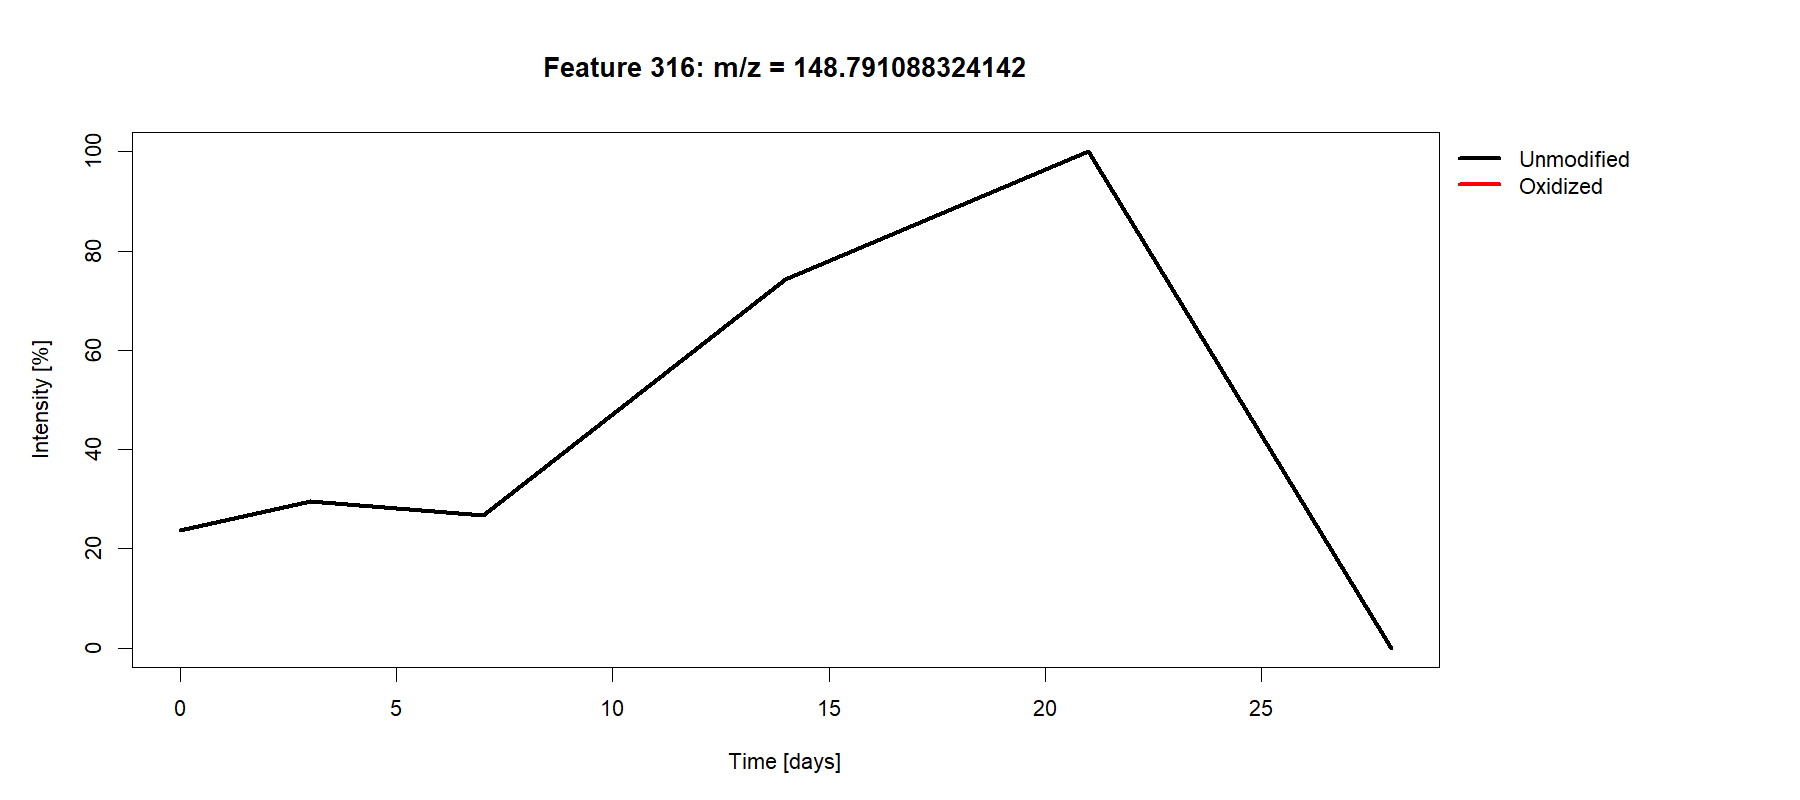 Feature 316: m/z = 148.791088324142
Unmodified
Oxidized
Intensity [%]
100
80
60
40
20
0
0 5 10 15 20 25
Time [days]